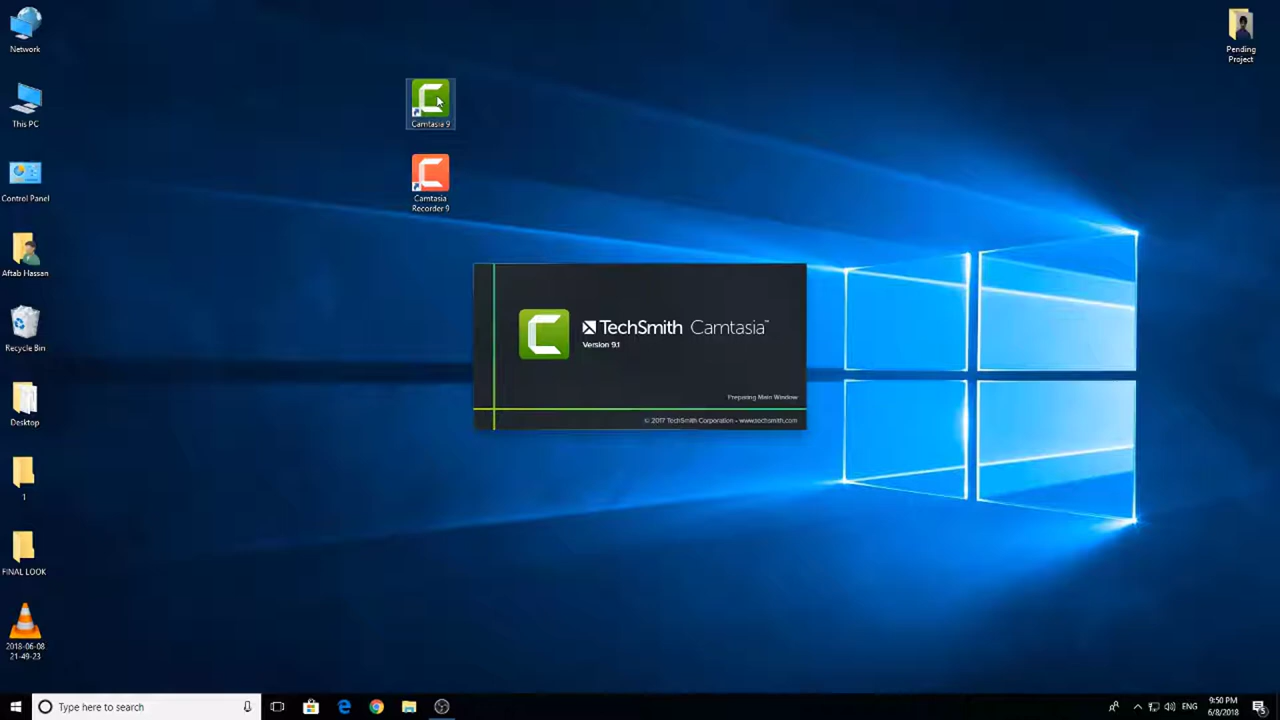 Network
This PC
Control Panel
Aftab Hassan
Recycle Bin
Desktop
1
FINAL LOOK
2018-06-08
21-49-23
Camtasia 9
Camtasia
Recorder 9
Pending
Project
TechSmith Camtasia™
Version 9.1
Preparing Main Window
© 2017 TechSmith Corporation - www.techsmith.com
Type here to search
ENG
9:50 PM
6/8/2018
5